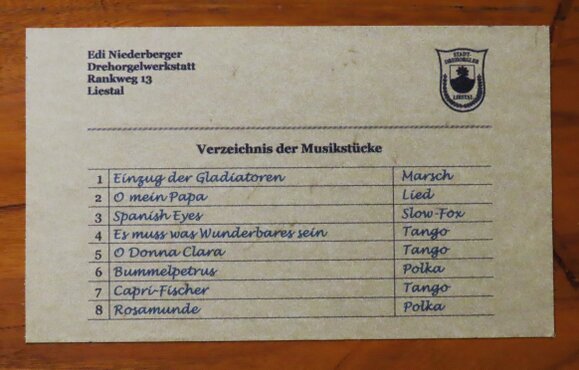 Edi Niederberger
Drehorgelwerkstatt
Rankweg 13
Liestal
STADT-
DREHORGLER
LIESTAL
Verzeichnis der Musikstücke
1 Einzug der Gladiatoren Marsch
2 O mein Papa Lied
3 Spanish Eyes Slow-Fox
4 Es muss was Wunderbares sein Tango
5 O Donna Clara Tango
6 Bummelpetrus Polka
7 Capri-Fischer Tango
8 Rosamunde Polka